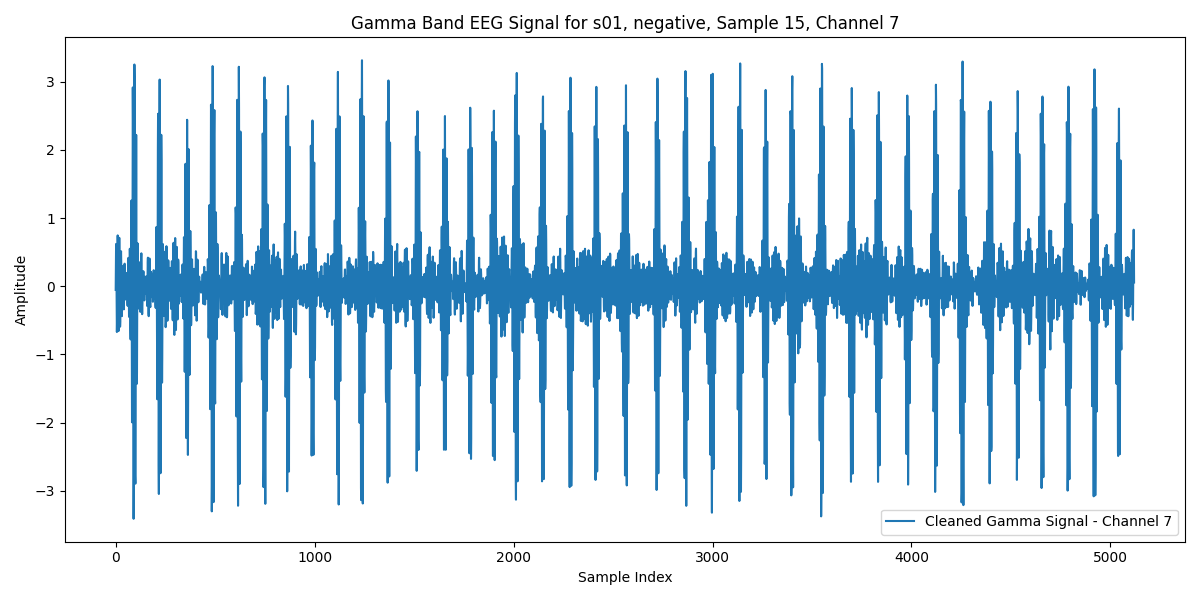 Gamma Band EEG Signal for s01, negative, Sample 15, Channel 7
3
2
1
0
−1
−2
−3
Amplitude
0 1000 2000 3000 4000 5000
Sample Index
Cleaned Gamma Signal - Channel 7